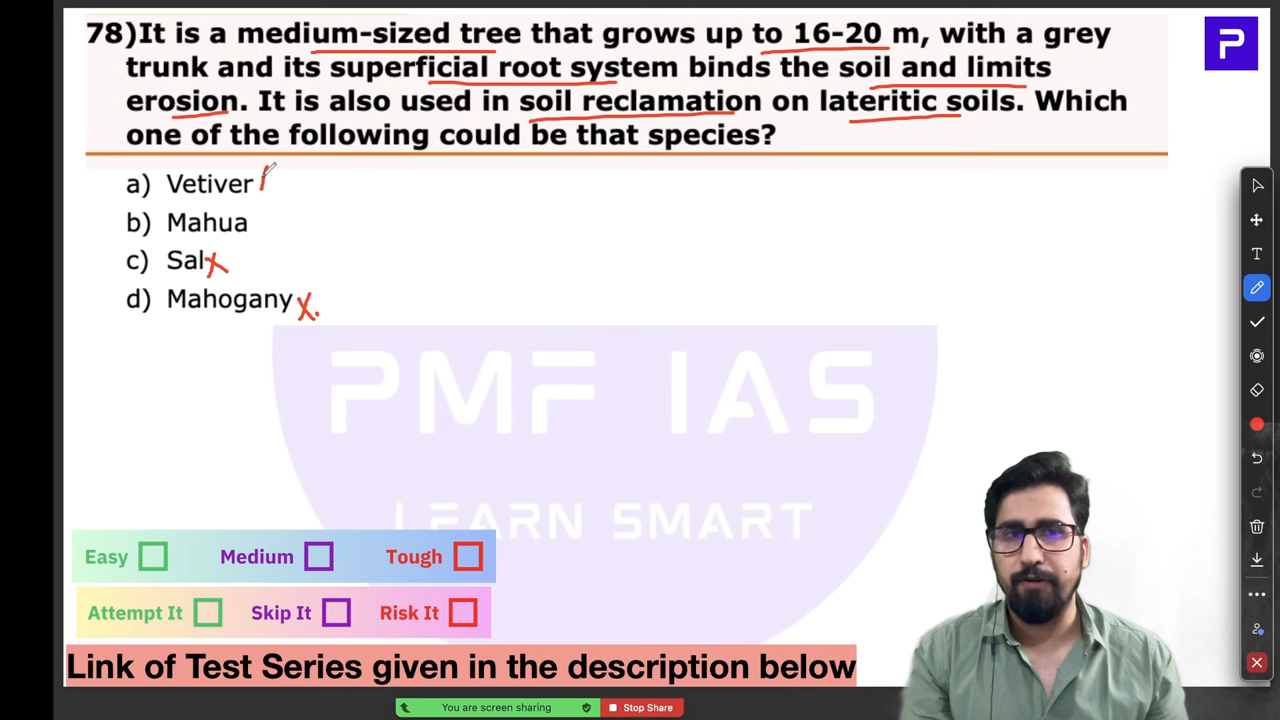 78)It is a medium-sized tree that grows up to 16-20 m, with a grey
trunk and its superficial root system binds the soil and limits
erosion. It is also used in soil reclamation on lateritic soils. Which
one of the following could be that species?
a) Vetiver
b) Mahua
c) Sal X
d) Mahogany X.
P
T
PMF IAS
LEARN SMART
Easy Medium Tough
Attempt It Skip It Risk It
Link of Test Series given in the description below
You are screen sharing Stop Share